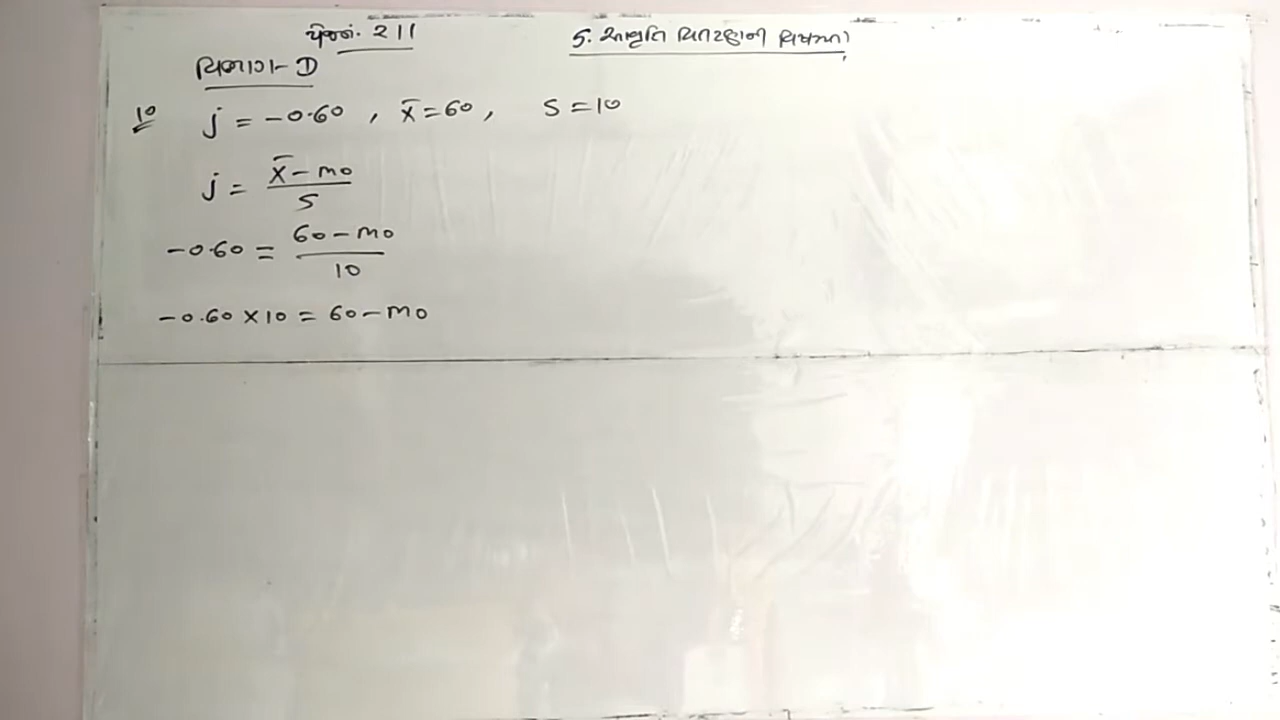 પેજનં. 211
5. આવૃત્તિ વિતરણની વિષમતા
વિભાગ-D
10 j = -0.60 , x̄ = 60 , S = 10
j = (x̄ - mo) / S
-0.60 = (60 - mo) / 10
-0.60 × 10 = 60 - mo